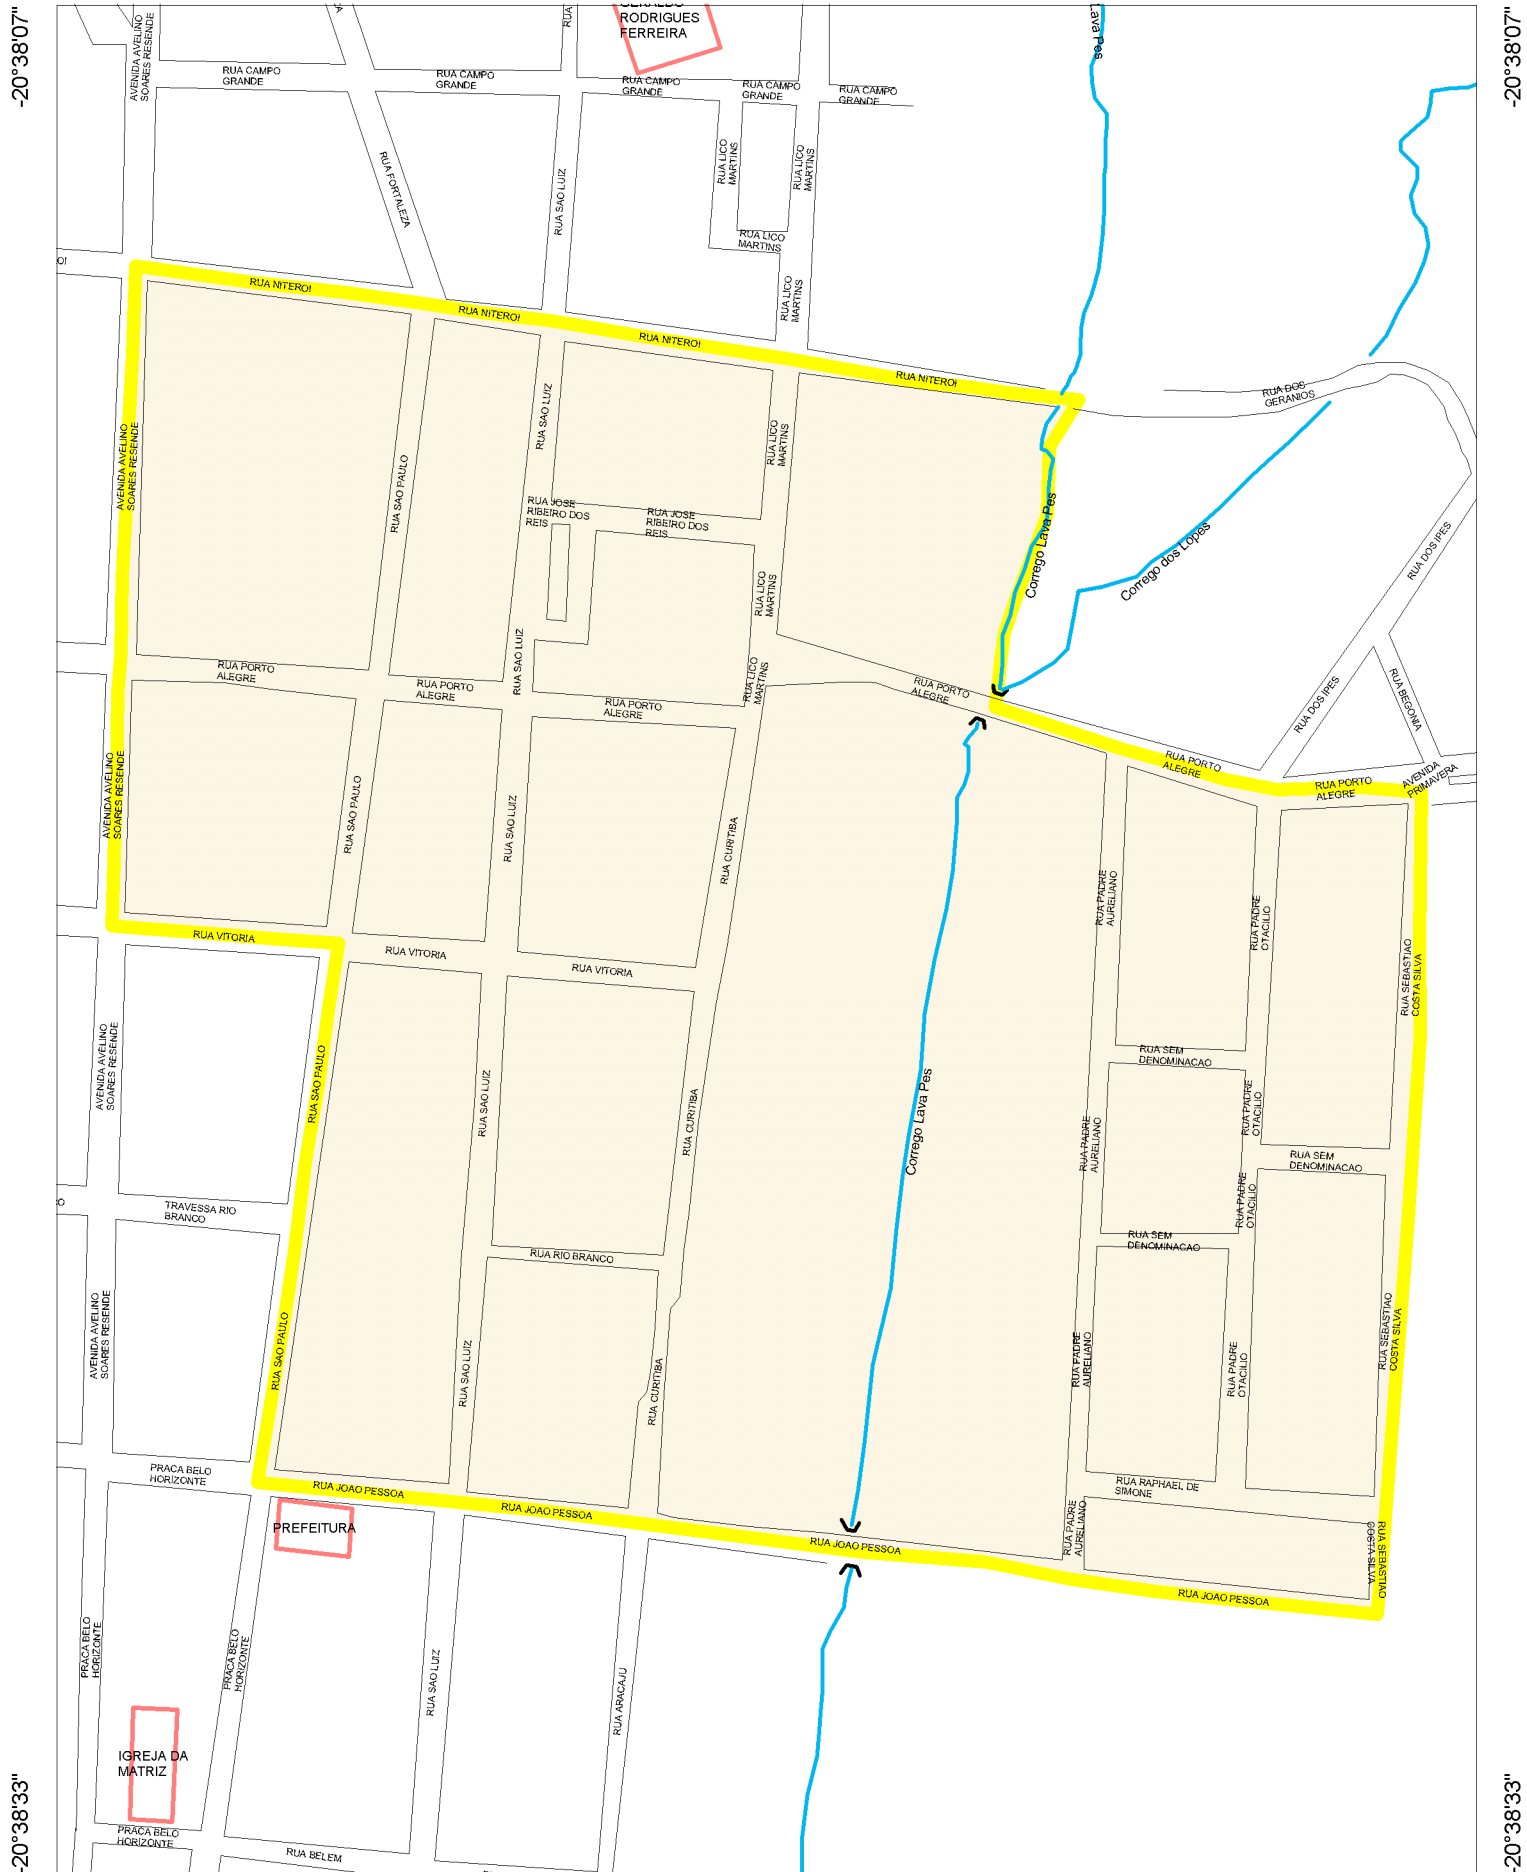 -20°38'07"
-20°38'07"
RODRIGUES
FERREIRA
RUA
Lava Pes
AVENIDA AVELINO
SOARES RESENDE
RUA CAMPO
GRANDE
RUA CAMPO
GRANDE
RUA CAMPO
GRANDE
RUA CAMPO
GRANDE
RUA CAMPO
GRANDE
RUA FORTALEZA
RUA SAO LUIZ
RUA LICO
MARTINS
RUA LICO
MARTINS
RUA LICO
MARTINS
RUA LICO
MARTINS
OI
RUA NITEROI
RUA NITEROI
RUA NITEROI
RUA NITEROI
RUA DOS
GERANIOS
AVENIDA AVELINO
SOARES RESENDE
RUA SAO PAULO
RUA SAO LUIZ
RUA LICO
MARTINS
RUA JOSE
RIBEIRO DOS
REIS
RUA JOSE
RIBEIRO DOS
REIS
Corrego Lava Pes
Corrego dos Lopes
RUA DOS IPES
RUA LICO
MARTINS
RUA SAO LUIZ
RUA LICO
MARTINS
RUA PORTO
ALEGRE
RUA PORTO
ALEGRE
RUA PORTO
ALEGRE
RUA PORTO
ALEGRE
RUA DOS IPES
RUA BEGONIA
RUA PORTO
ALEGRE
RUA PORTO
ALEGRE
AVENIDA
PRIMAVERA
AVENIDA AVELINO
SOARES RESENDE
RUA SAO PAULO
RUA SAO LUIZ
RUA CURITIBA
RUA PADRE
AURELIANO
RUA PADRE
OTACILIO
RUA SEBASTIAO
COSTA SILVA
RUA VITORIA
RUA VITORIA
RUA VITORIA
AVENIDA AVELINO
SOARES RESENDE
RUA SAO PAULO
RUA SAO LUIZ
RUA CURITIBA
Corrego Lava Pes
RUA SEM
DENOMINACAO
RUA PADRE
AURELIANO
RUA PADRE
OTACILIO
RUA SEM
DENOMINACAO
RUA PADRE
OTACILIO
TRAVESSA RIO
BRANCO
RUA RIO BRANCO
RUA SEM
DENOMINACAO
AVENIDA AVELINO
SOARES RESENDE
RUA SAO PAULO
RUA SAO LUIZ
RUA CURITIBA
RUA PADRE
AURELIANO
RUA PADRE
OTACILIO
RUA SEBASTIAO
COSTA SILVA
PRACA BELO
HORIZONTE
RUA JOAO PESSOA
RUA JOAO PESSOA
RUA JOAO PESSOA
RUA JOAO PESSOA
RUA RAPHAEL DE
SIMONE
RUA PADRE
AURELIANO
RUA SEBASTIAO
COSTA SILVA
PREFEITURA
PRACA BELO
HORIZONTE
PRACA BELO
HORIZONTE
RUA SAO LUIZ
RUA ARACAJU
IGREJA DA
MATRIZ
PRACA BELO
HORIZONTE
RUA BELEM
-20°38'33"
-20°38'33"